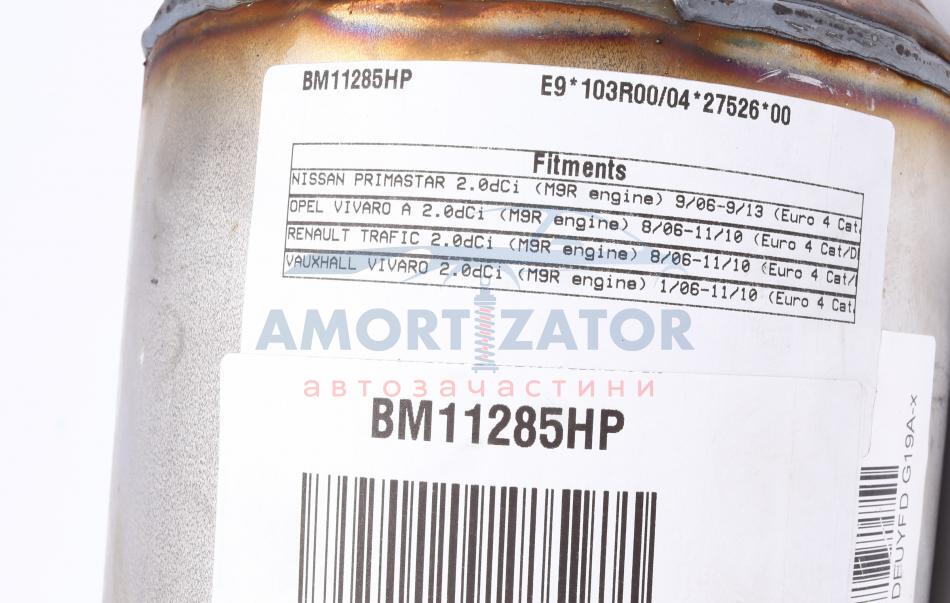 BM11285HP E9*103R00/04*27526*00
Fitments
NISSAN PRIMASTAR 2.0dCi (M9R engine) 9/06-9/13 (Euro 4 Cat
OPEL VIVARO A 2.0dCi (M9R engine) 8/06-11/10 (Euro 4 Cat/D
RENAULT TRAFIC 2.0dCi (M9R engine) 8/06-11/10 (Euro 4 Cat/
VAUXHALL VIVARO 2.0dCi (M9R engine) 1/06-11/10 (Euro 4 Cat
AMORTIZATOR
автозачастини
BM11285HP
DEUYFD G19A-x